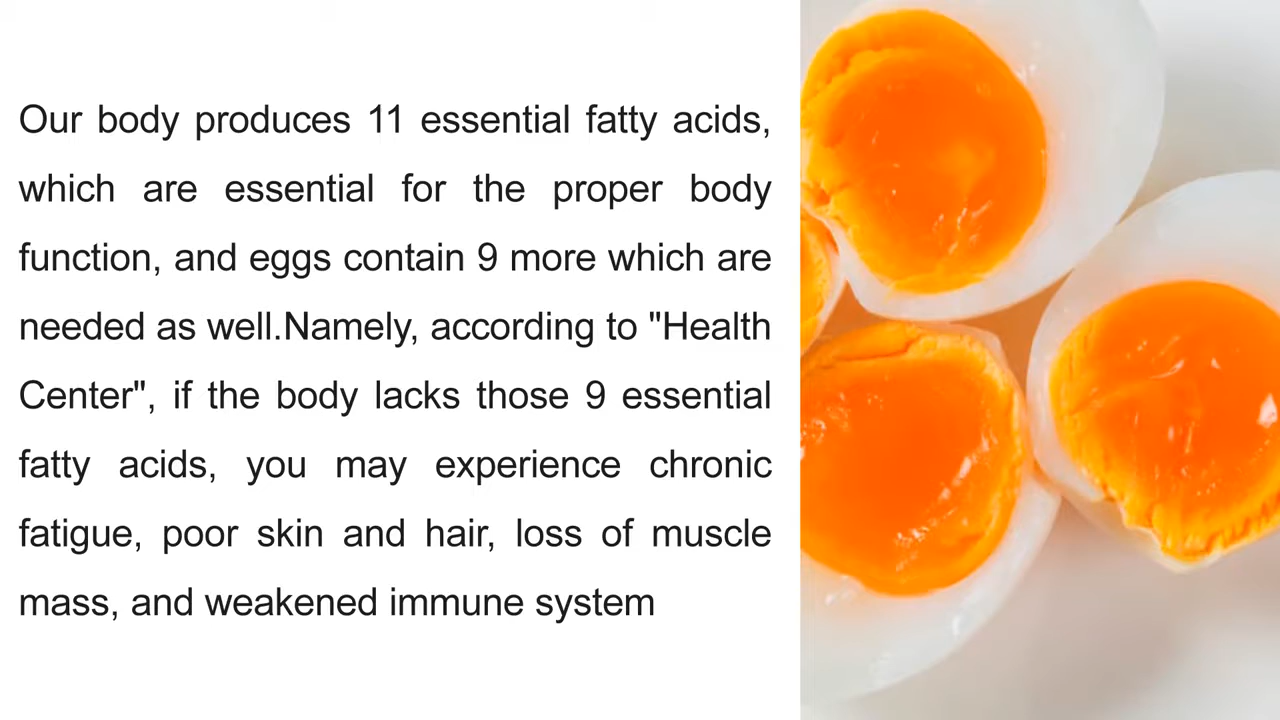 Our body produces 11 essential fatty acids,
which are essential for the proper body
function, and eggs contain 9 more which are
needed as well.Namely, according to "Health
Center", if the body lacks those 9 essential
fatty acids, you may experience chronic
fatigue, poor skin and hair, loss of muscle
mass, and weakened immune system